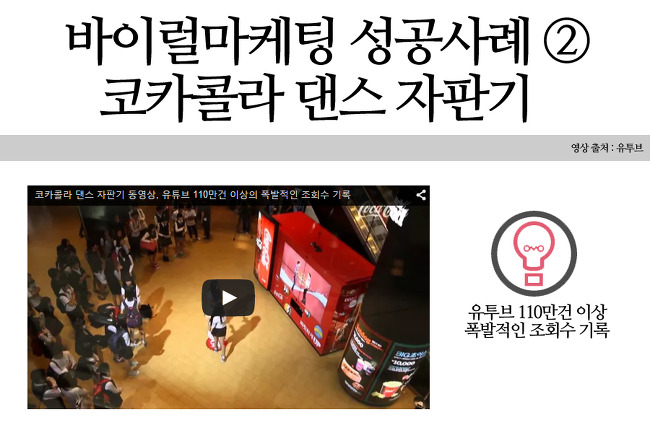 바이럴마케팅 성공사례 ②
코카콜라 댄스 자판기
영상 출처 : 유투브
코카콜라 댄스 자판기 동영상, 유튜브 110만건 이상의 폭발적인 조회수 기록
Coca-Cola
유투브 110만건 이상
폭발적인 조회수 기록